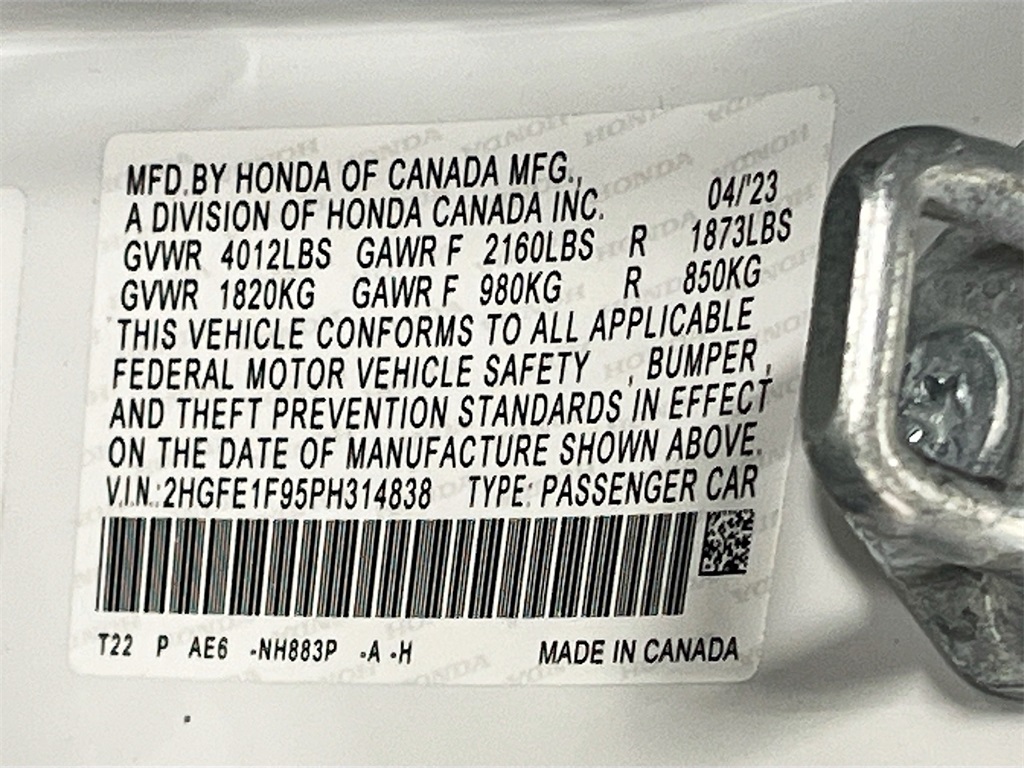 MFD.BY HONDA OF CANADA MFG.,
A DIVISION OF HONDA CANADA INC. 04/'23
GVWR 4012LBS GAWR F 2160LBS R 1873LBS
GVWR 1820KG GAWR F 980KG R 850KG
THIS VEHICLE CONFORMS TO ALL APPLICABLE
FEDERAL MOTOR VEHICLE SAFETY , BUMPER ,
AND THEFT PREVENTION STANDARDS IN EFFECT
ON THE DATE OF MANUFACTURE SHOWN ABOVE.
V.I.N.:2HGFE1F95PH314838 TYPE: PASSENGER CAR
T22 P AE6 -NH883P -A -H MADE IN CANADA